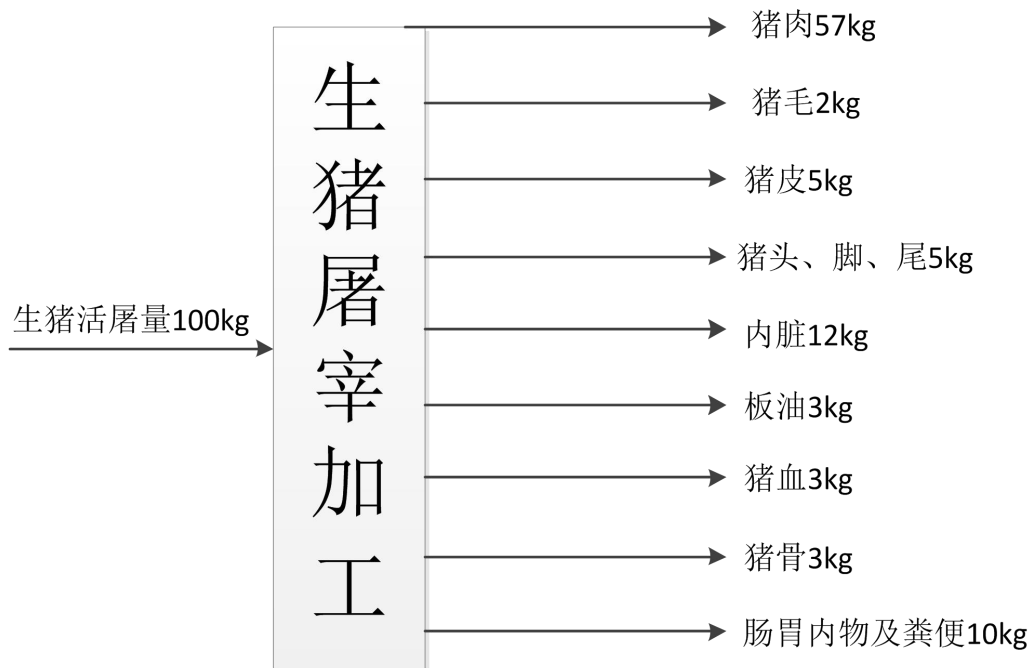 生猪活屠量100kg
生猪屠宰加工
猪肉57kg
猪毛2kg
猪皮5kg
猪头、脚、尾5kg
内脏12kg
板油3kg
猪血3kg
猪骨3kg
肠胃内物及粪便10kg